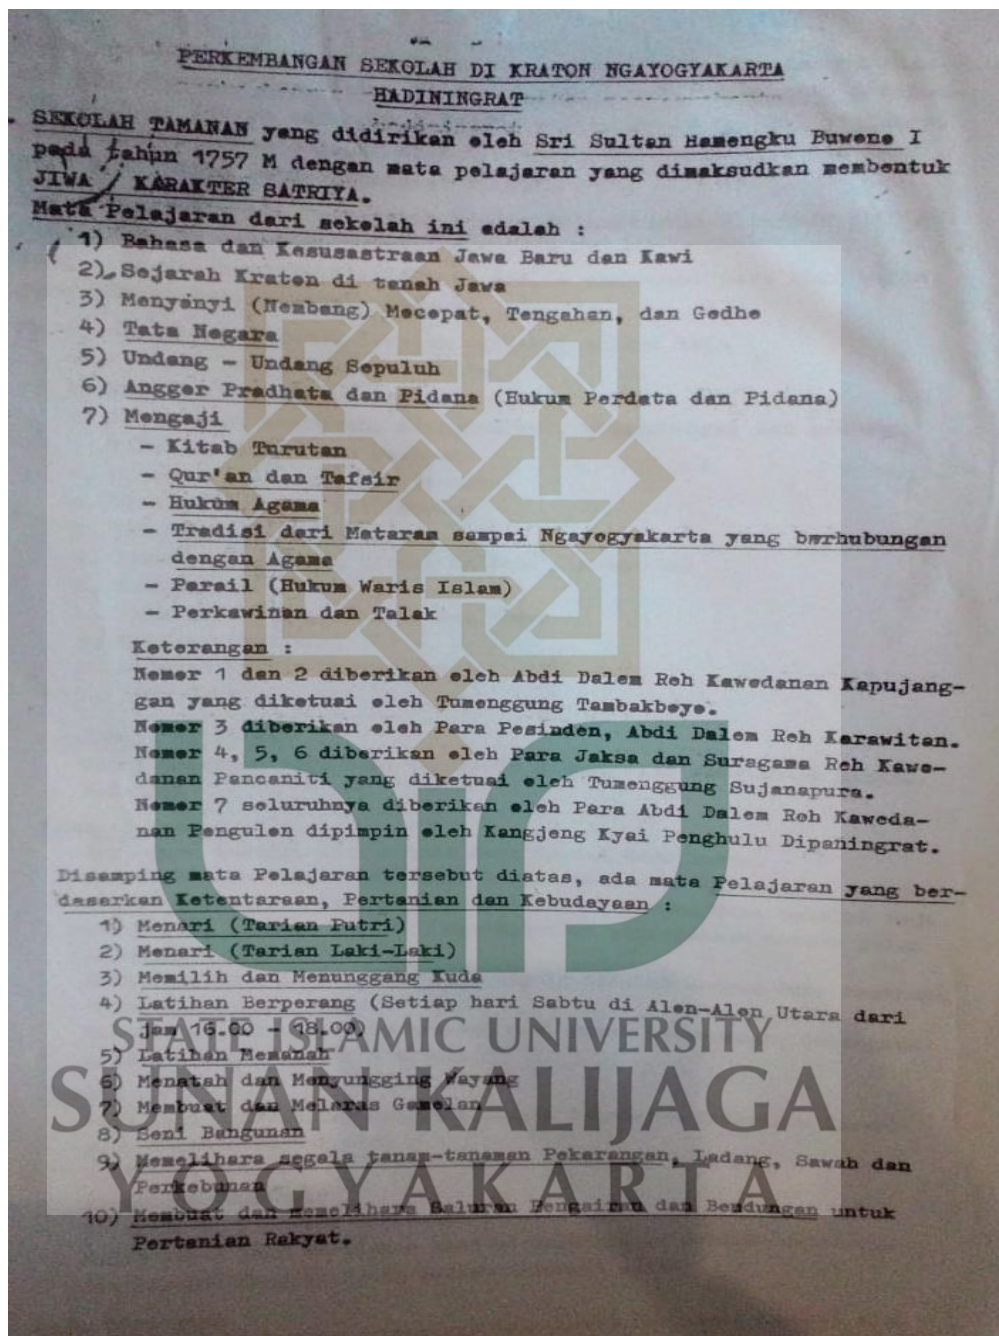 PERKEMBANGAN SEKOLAH DI KRATON NGAYOGYAKARTA
HADININGRAT
SEKOLAH TAMANAN yang didirikan oleh Sri Sultan Hamengku Buwono I
pada tahun 1757 M dengan mata pelajaran yang dimaksudkan membentuk
JIWA / KARAKTER SATRIYA.
Mata Pelajaran dari sekolah ini adalah :
1) Bahasa dan Kesusastraan Jawa Baru dan Kawi
2) Sejarah Kraton di tanah Jawa
3) Menyanyi (Nembang) Mocopat, Tengahan, dan Gedhe
4) Tata Negara
5) Undang - Undang Sepuluh
6) Angger Pradhata dan Pidana (Hukum Perdata dan Pidana)
7) Mengaji
- Kitab Turutan
- Qur'an dan Tafsir
- Hukum Agama
- Tradisi dari Mataram sampai Ngayogyakarta yang berhubungan
dengan Agama
- Parail (Hukum Waris Islam)
- Perkawinan dan Talak
Keterangan :
Nomor 1 dan 2 diberikan oleh Abdi Dalem Reh Kawedanan Kapujang-
gan yang diketuai oleh Tumenggung Tambakboyo.
Nomor 3 diberikan oleh Para Pesinden, Abdi Dalem Reh Karawitan.
Nomor 4, 5, 6 diberikan oleh Para Jaksa dan Suragama Reh Kawe-
danan Pancaniti yang diketuai oleh Tumenggung Sujanapura.
Nomor 7 seluruhnya diberikan oleh Para Abdi Dalem Reh Kaweda-
nan Pengulon dipimpin oleh Kangjeng Kyai Penghulu Dipaningrat.
Disamping mata Pelajaran tersebut diatas, ada mata Pelajaran yang ber-
dasarkan Ketentaraan, Pertanian dan Kebudayaan :
1) Menari (Tarian Putri)
2) Menari (Tarian Laki-Laki)
3) Memilih dan Menunggang Kuda
4) Latihan Berperang (Setiap hari Sabtu di Alon-Alon Utara dari
jam 16.00 - 18.00)
5) Latihan Memanah
6) Menatah dan Menyungging Wayang
7) Membuat dan Melaras Gamelan
8) Seni Bangunan
9) Memelihara segala tanam-tanaman Pekarangan, Ladang, Sawah dan
Perkebunan
10) Membuat dan Memelihara Saluran Pengairan dan Bendungan untuk
Pertanian Rakyat.
STATE ISLAMIC UNIVERSITY
SUNAN KALIJAGA
YOGYAKARTA